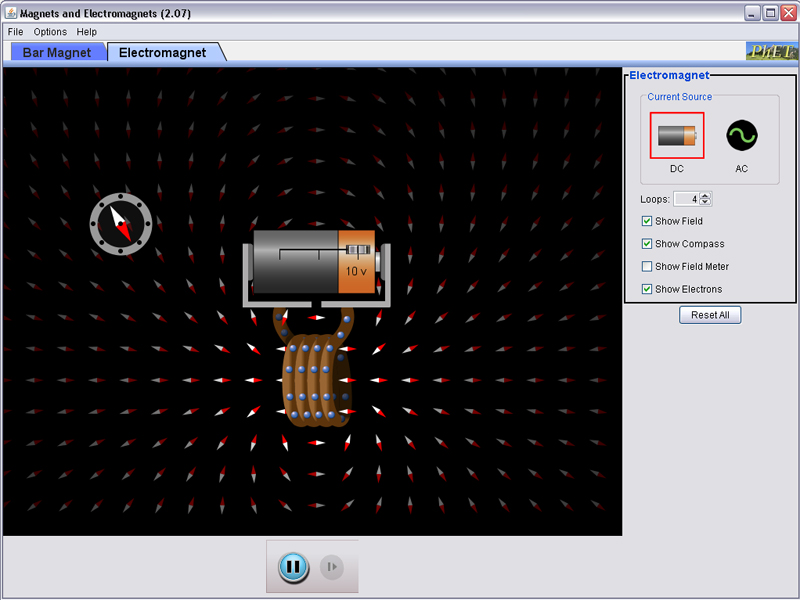 Magnets and Electromagnets (2.07)
File Options Help
Bar Magnet Electromagnet
PhET
Electromagnet
Current Source
DC AC
Loops: 4
Show Field
Show Compass
Show Field Meter
Show Electrons
Reset All
10 v